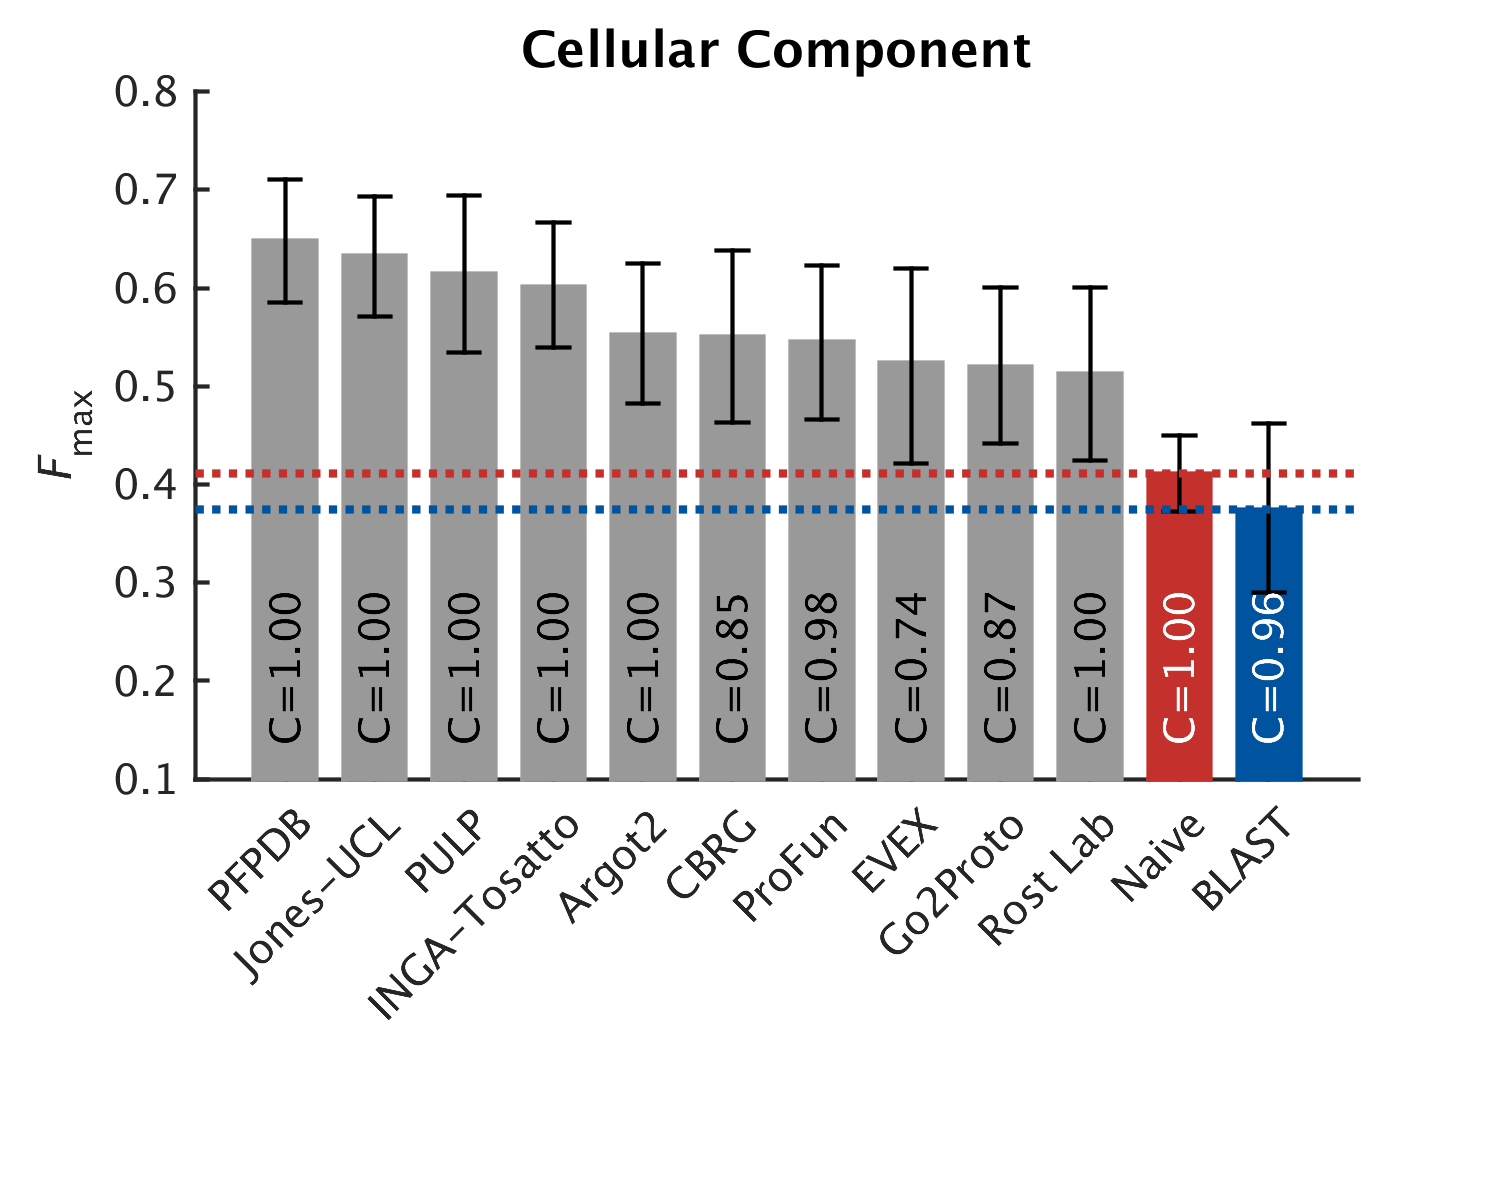 Cellular Component
0.8
0.7
0.6
0.5
0.4
0.3
0.2
0.1
Fmax
C=1.00
C=1.00
C=1.00
C=1.00
C=1.00
C=0.85
C=0.98
C=0.74
C=0.87
C=1.00
C=1.00
C=0.96
PFPDB
Jones-UCL
PULP
INGA-Tosatto
Argot2
CBRG
ProFun
EVEX
Go2Proto
Rost Lab
Naive
BLAST